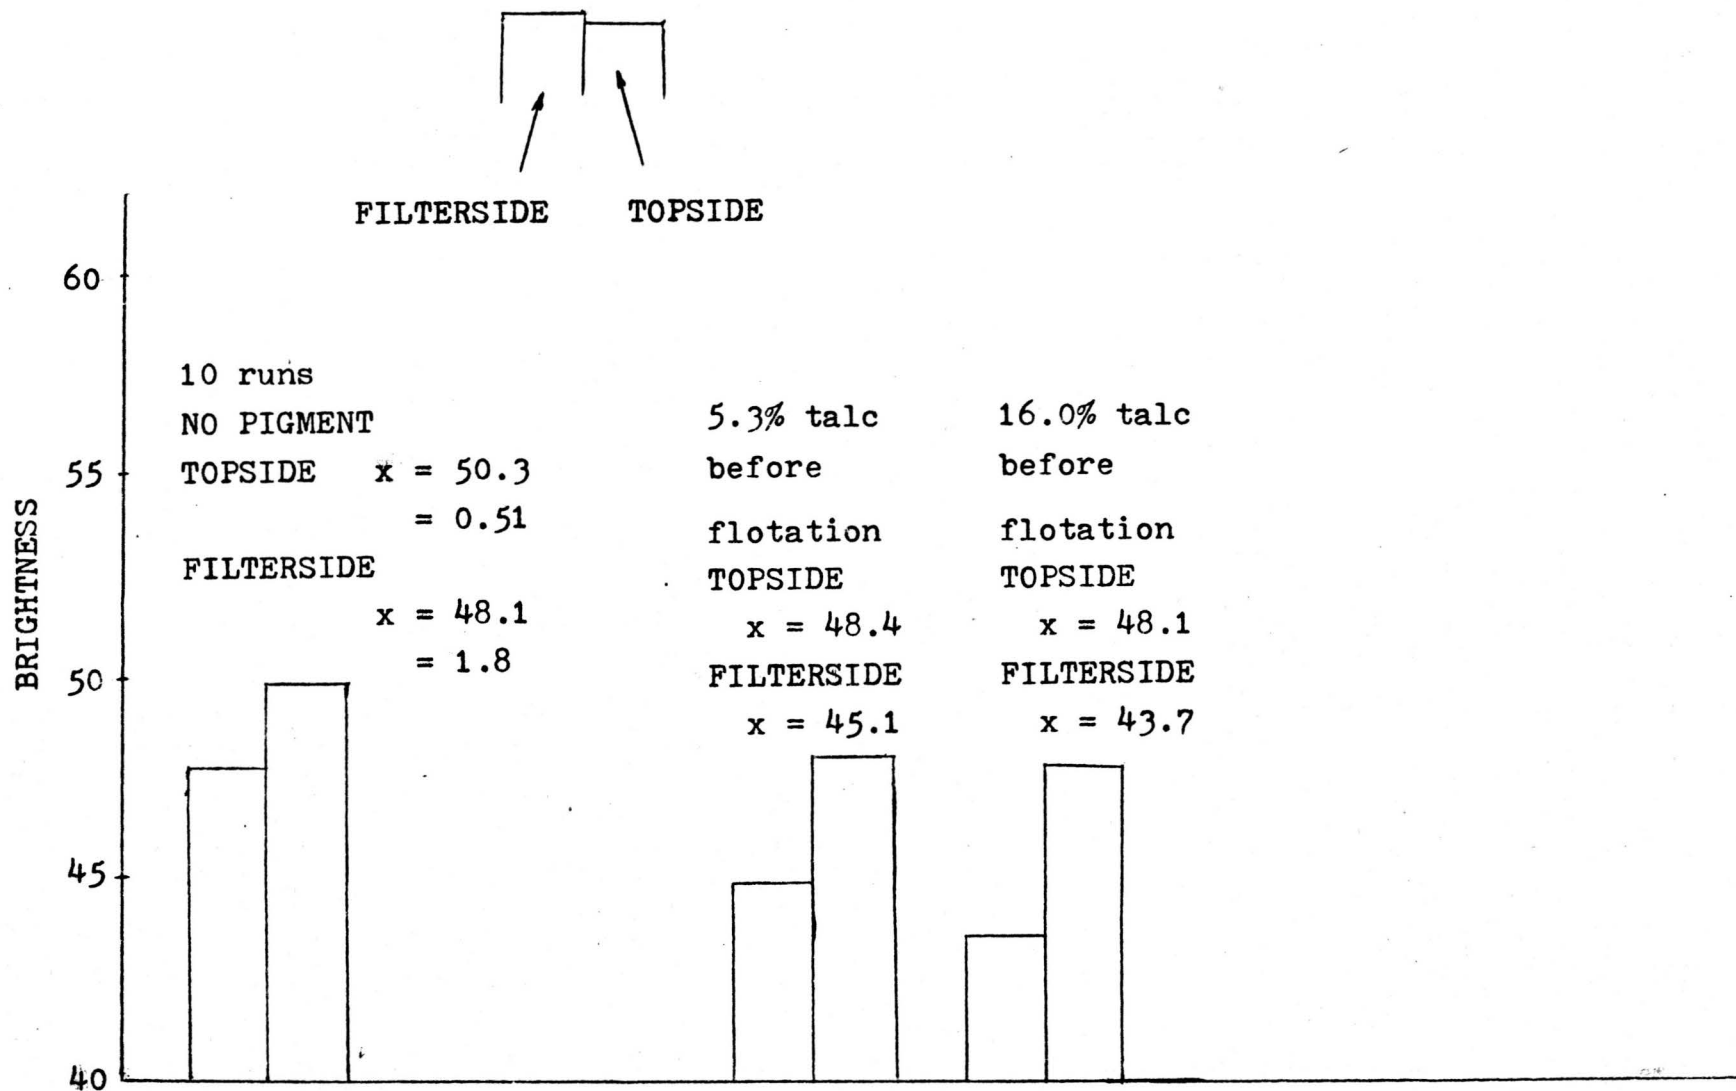 FILTERSIDE TOPSIDE
BRIGHTNESS
60
55
50
45
40
10 runs
NO PIGMENT
TOPSIDE x = 50.3
= 0.51
FILTERSIDE
x = 48.1
= 1.8
5.3% talc
before
flotation
TOPSIDE
x = 48.4
FILTERSIDE
x = 45.1
16.0% talc
before
flotation
TOPSIDE
x = 48.1
FILTERSIDE
x = 43.7